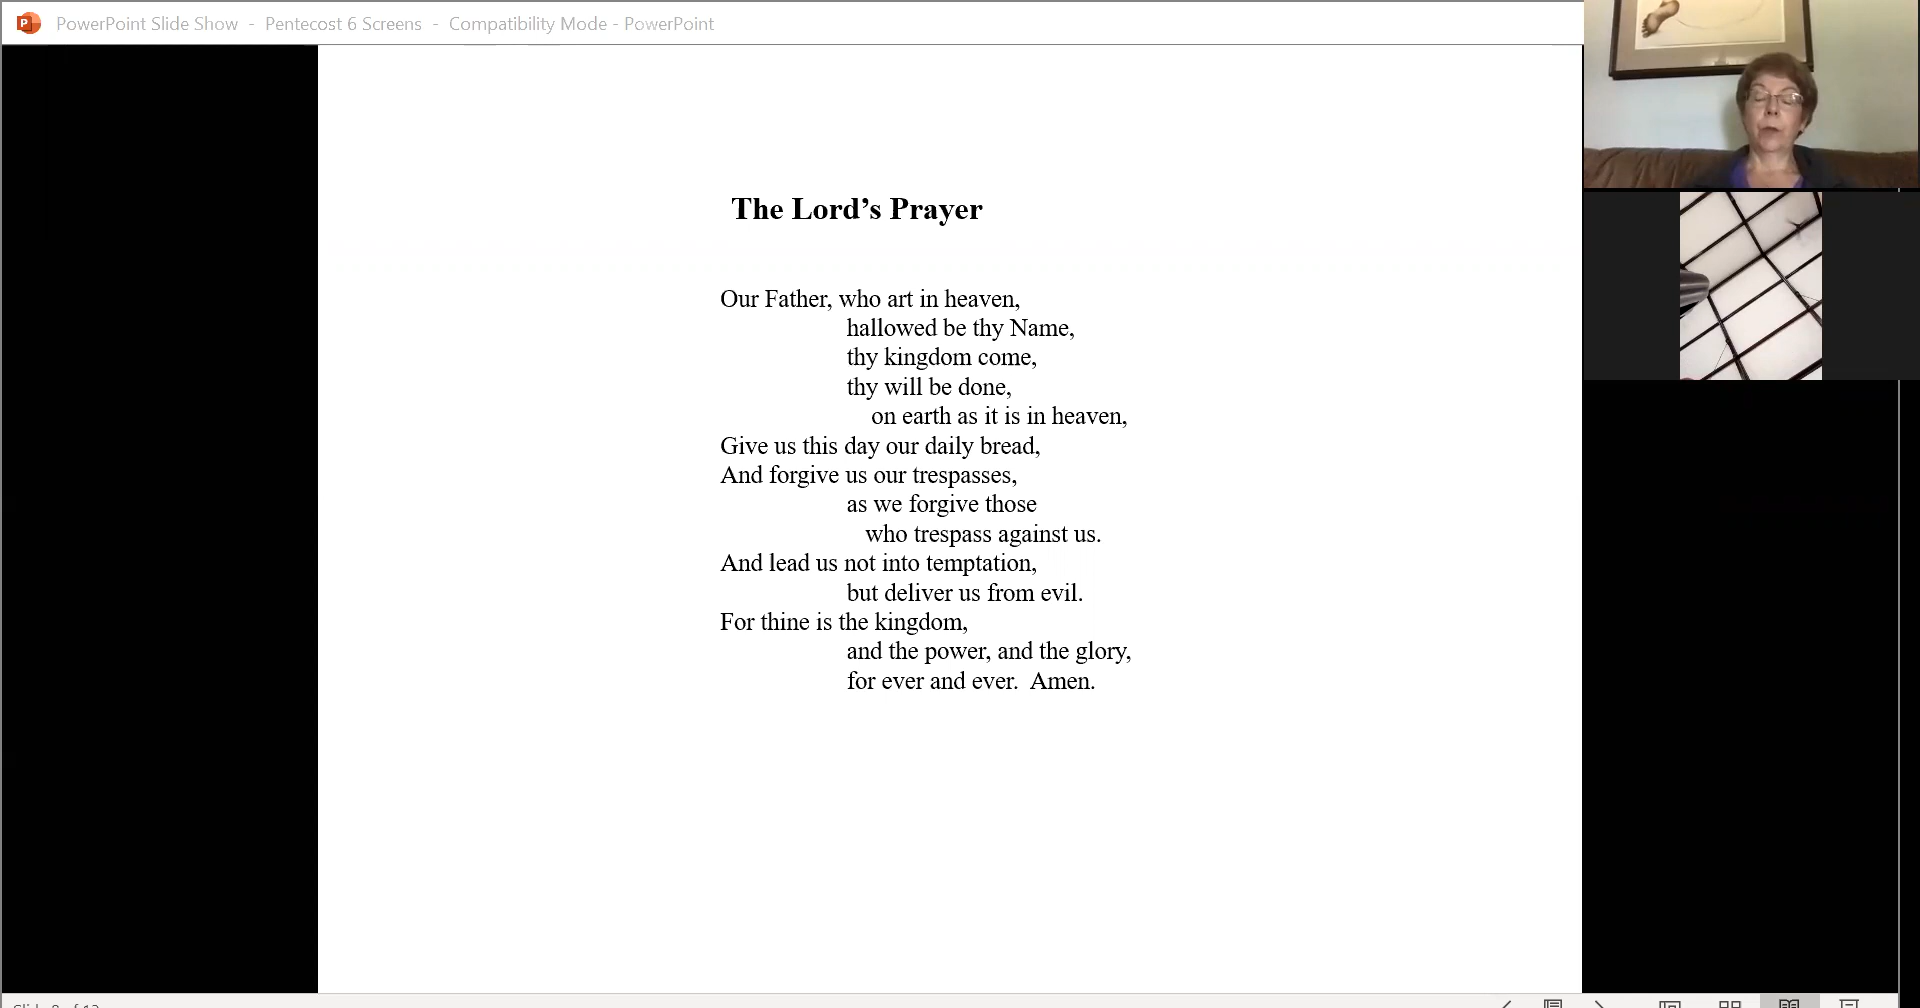 PowerPoint Slide Show - Pentecost 6 Screens - Compatibility Mode - PowerPoint
The Lord’s Prayer
Our Father, who art in heaven,
hallowed be thy Name,
thy kingdom come,
thy will be done,
on earth as it is in heaven,
Give us this day our daily bread,
And forgive us our trespasses,
as we forgive those
who trespass against us.
And lead us not into temptation,
but deliver us from evil.
For thine is the kingdom,
and the power, and the glory,
for ever and ever. Amen.